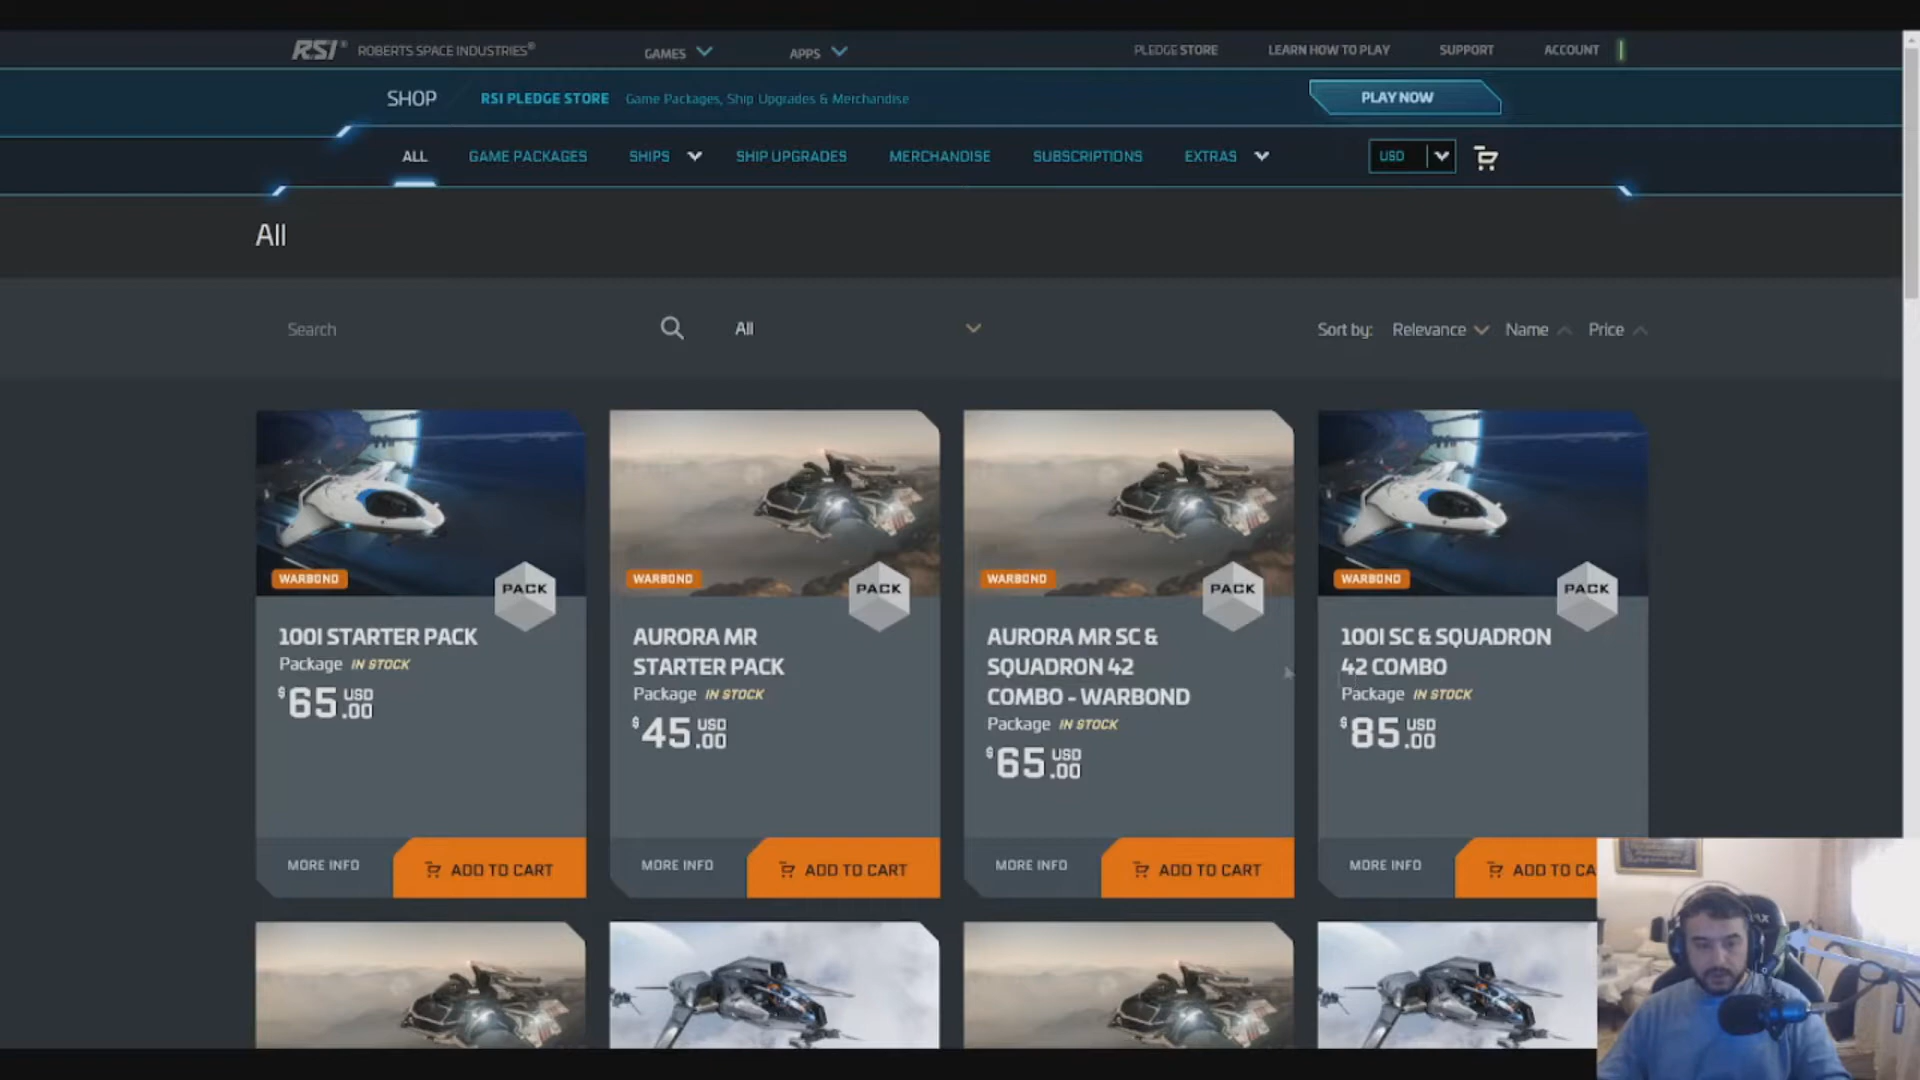 RSI® ROBERTS SPACE INDUSTRIES® GAMES APPS PLEDGE STORE LEARN HOW TO PLAY SUPPORT ACCOUNT
SHOP RSI PLEDGE STORE Game Packages, Ship Upgrades & Merchandise PLAY NOW
ALL GAME PACKAGES SHIPS SHIP UPGRADES MERCHANDISE SUBSCRIPTIONS EXTRAS USD
All
Search All Sort by: Relevance Name Price
WARBOND PACK
100I STARTER PACK
Package IN STOCK
$65 USD .00
MORE INFO ADD TO CART
WARBOND PACK
AURORA MR
STARTER PACK
Package IN STOCK
$45 USD .00
MORE INFO ADD TO CART
WARBOND PACK
AURORA MR SC &
SQUADRON 42
COMBO - WARBOND
Package IN STOCK
$65 USD .00
MORE INFO ADD TO CART
WARBOND PACK
100I SC & SQUADRON
42 COMBO
Package IN STOCK
$85 USD .00
MORE INFO ADD TO CA